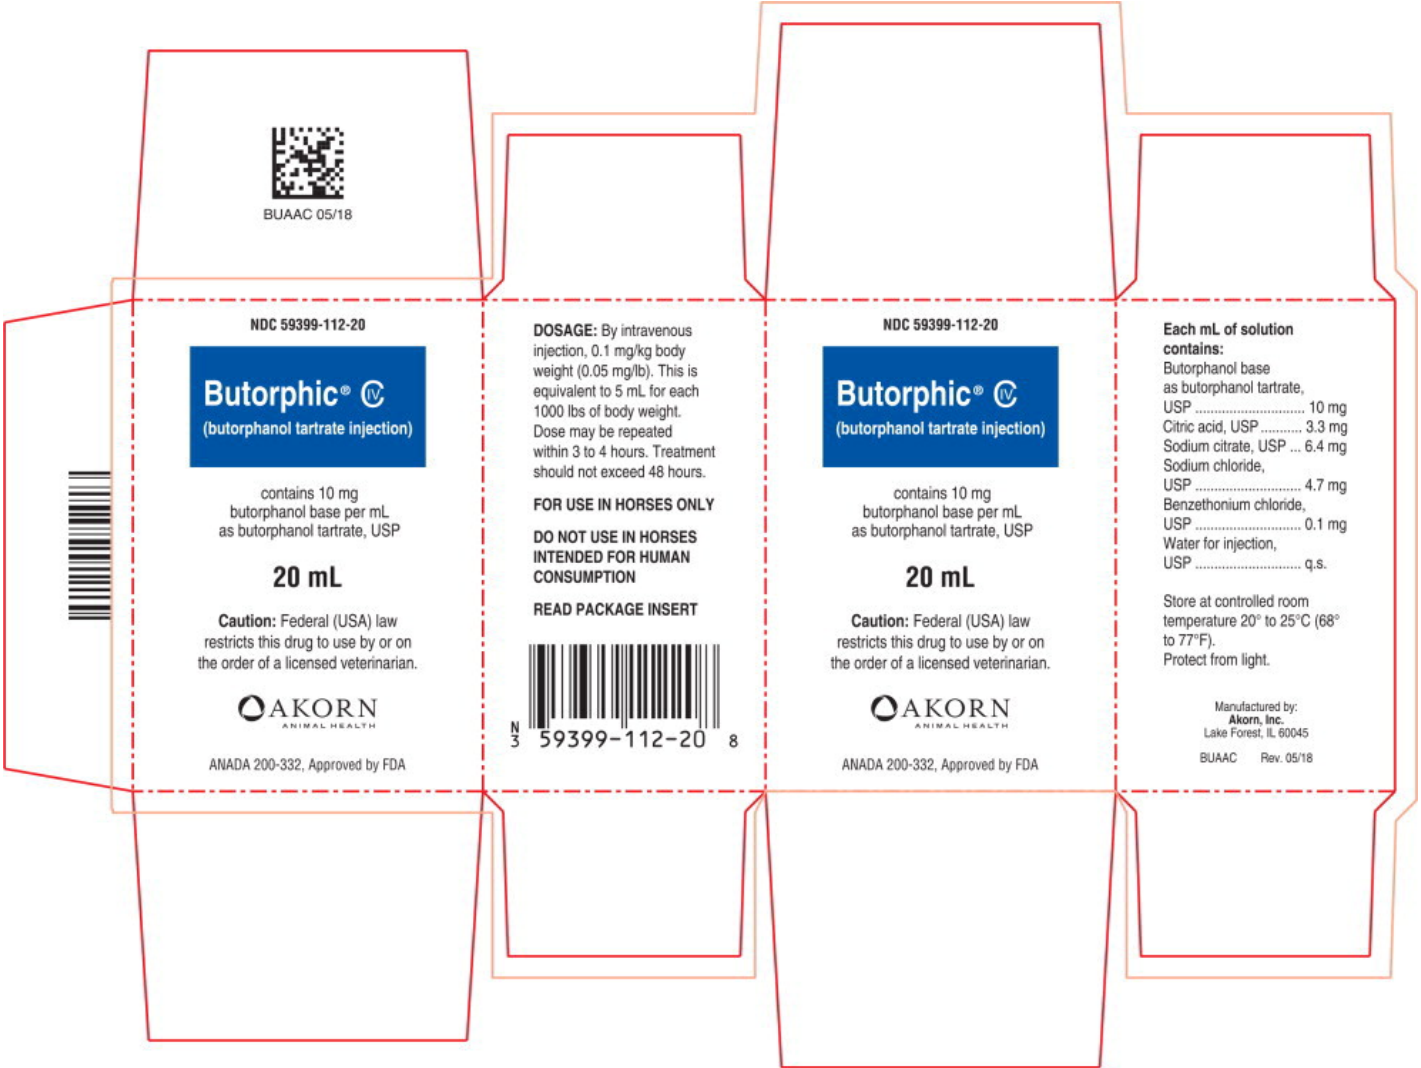 BUAAC 05/18
NDC 59399-112-20
Butorphic® CIV
(butorphanol tartrate injection)
contains 10 mg
butorphanol base per mL
as butorphanol tartrate, USP
20 mL
Caution: Federal (USA) law
restricts this drug to use by or on
the order of a licensed veterinarian.
AKORN
ANIMAL HEALTH
ANADA 200-332, Approved by FDA
DOSAGE: By intravenous
injection, 0.1 mg/kg body
weight (0.05 mg/lb). This is
equivalent to 5 mL for each
1000 lbs of body weight.
Dose may be repeated
within 3 to 4 hours. Treatment
should not exceed 48 hours.
FOR USE IN HORSES ONLY
DO NOT USE IN HORSES
INTENDED FOR HUMAN
CONSUMPTION
READ PACKAGE INSERT
N
3 59399-112-20 8
NDC 59399-112-20
Butorphic® CIV
(butorphanol tartrate injection)
contains 10 mg
butorphanol base per mL
as butorphanol tartrate, USP
20 mL
Caution: Federal (USA) law
restricts this drug to use by or on
the order of a licensed veterinarian.
AKORN
ANIMAL HEALTH
ANADA 200-332, Approved by FDA
Each mL of solution
contains:
Butorphanol base
as butorphanol tartrate,
USP ............................. 10 mg
Citric acid, USP ........... 3.3 mg
Sodium citrate, USP ... 6.4 mg
Sodium chloride,
USP ............................ 4.7 mg
Benzethonium chloride,
USP ............................ 0.1 mg
Water for injection,
USP ............................ q.s.
Store at controlled room
temperature 20° to 25°C (68°
to 77°F).
Protect from light.
Manufactured by:
Akorn, Inc.
Lake Forest, IL 60045
BUAAC Rev. 05/18